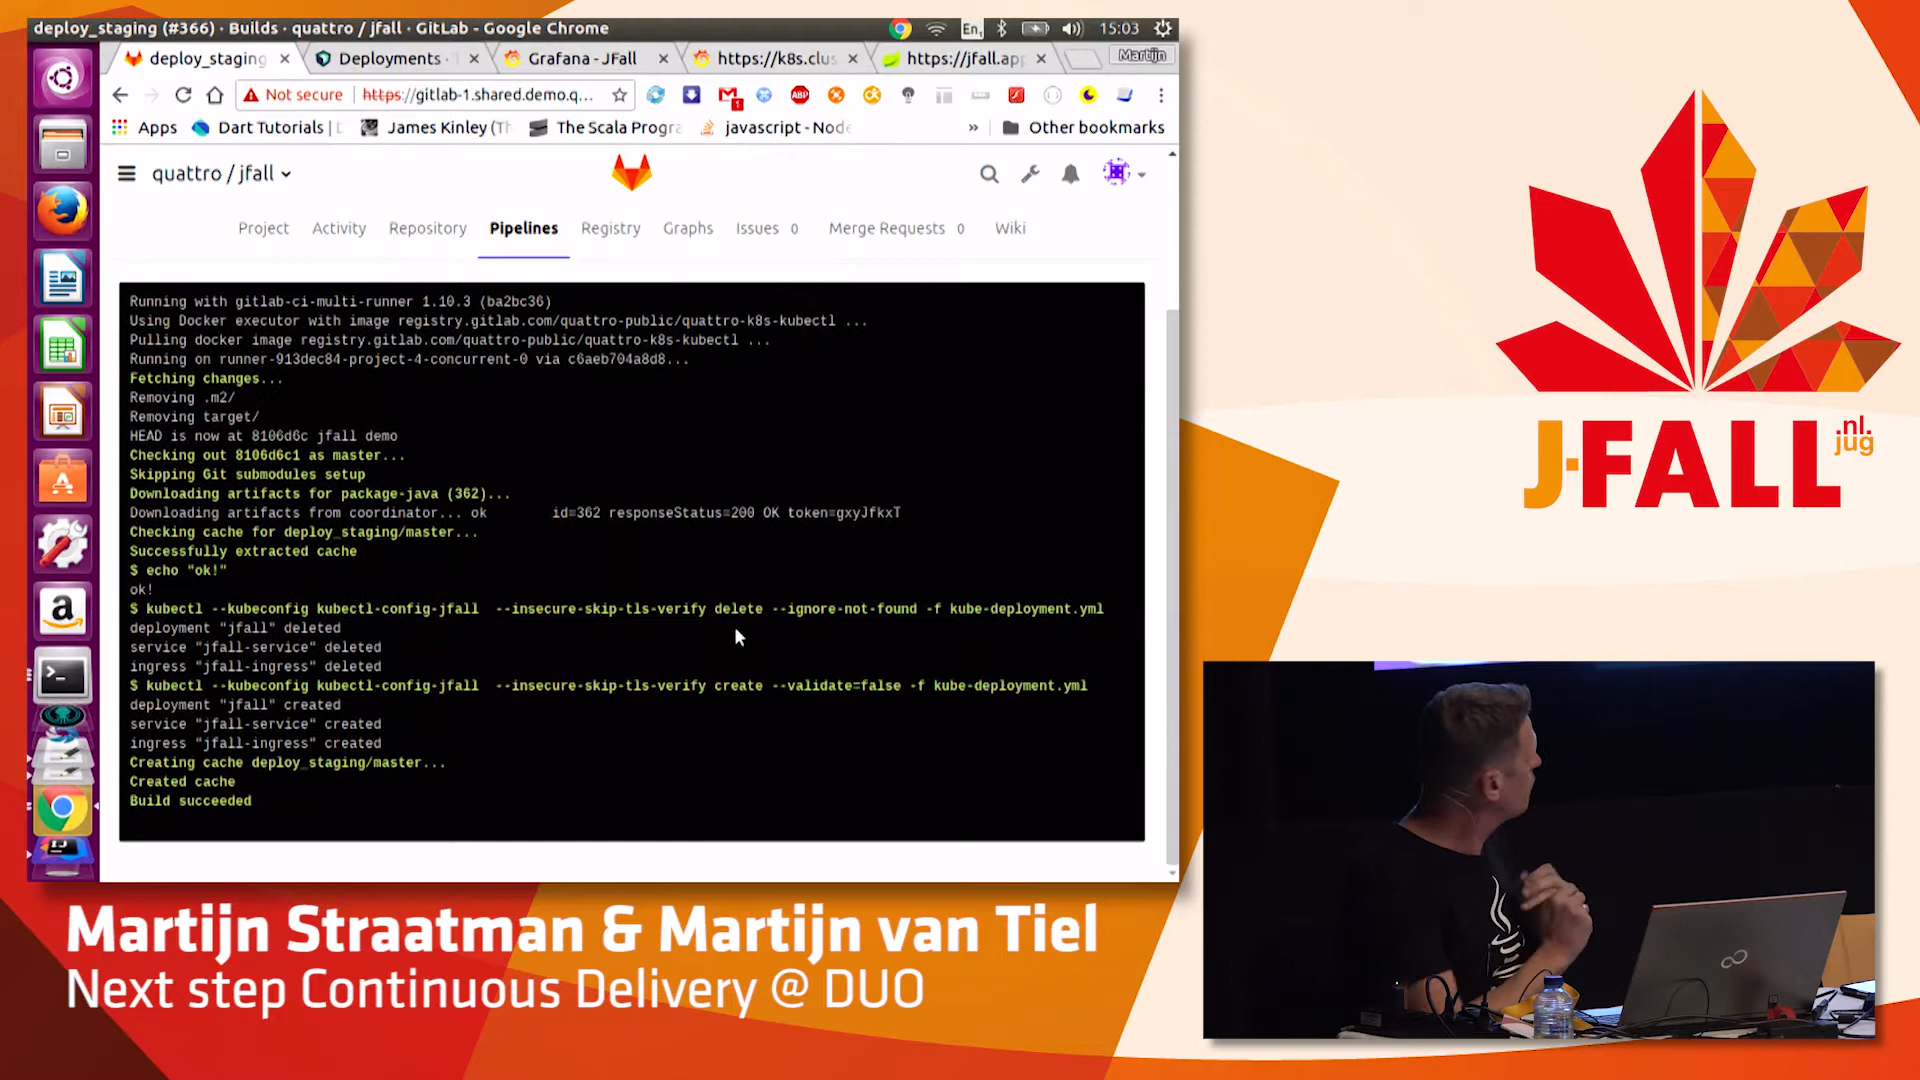 deploy_staging (#366) · Builds · quattro / jfall · GitLab - Google Chrome
En₁
15:03
deploy_staging
Deployments ·
Grafana - JFall
https://k8s.clus
https://jfall.app
Martijn
Not secure
https://gitlab-1.shared.demo.q...
1
ABP
Apps
Dart Tutorials |
James Kinley (Th
The Scala Progra
javascript - Node
»
Other bookmarks
quattro / jfall
Project
Activity
Repository
Pipelines
Registry
Graphs
Issues 0
Merge Requests 0
Wiki
Running with gitlab-ci-multi-runner 1.10.3 (ba2bc36)
Using Docker executor with image registry.gitlab.com/quattro-public/quattro-k8s-kubectl ...
Pulling docker image registry.gitlab.com/quattro-public/quattro-k8s-kubectl ...
Running on runner-913dec84-project-4-concurrent-0 via c6aeb704a8d8...
Fetching changes...
Removing .m2/
Removing target/
HEAD is now at 8106d6c jfall demo
Checking out 8106d6c1 as master...
Skipping Git submodules setup
Downloading artifacts for package-java (362)...
Downloading artifacts from coordinator... ok id=362 responseStatus=200 OK token=gxyJfkxT
Checking cache for deploy_staging/master...
Successfully extracted cache
$ echo "ok!"
ok!
$ kubectl --kubeconfig kubectl-config-jfall --insecure-skip-tls-verify delete --ignore-not-found -f kube-deployment.yml
deployment "jfall" deleted
service "jfall-service" deleted
ingress "jfall-ingress" deleted
$ kubectl --kubeconfig kubectl-config-jfall --insecure-skip-tls-verify create --validate=false -f kube-deployment.yml
deployment "jfall" created
service "jfall-service" created
ingress "jfall-ingress" created
Creating cache deploy_staging/master...
Created cache
Build succeeded
J·FALL
nl.
jug
Martijn Straatman & Martijn van Tiel
Next step Continuous Delivery @ DUO